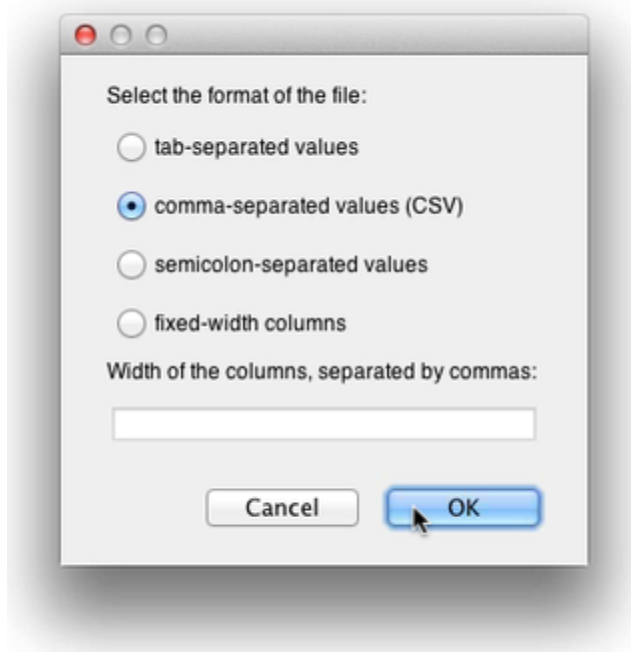 Select the format of the file:
tab-separated values
comma-separated values (CSV)
semicolon-separated values
fixed-width columns
Width of the columns, separated by commas:
Cancel
OK